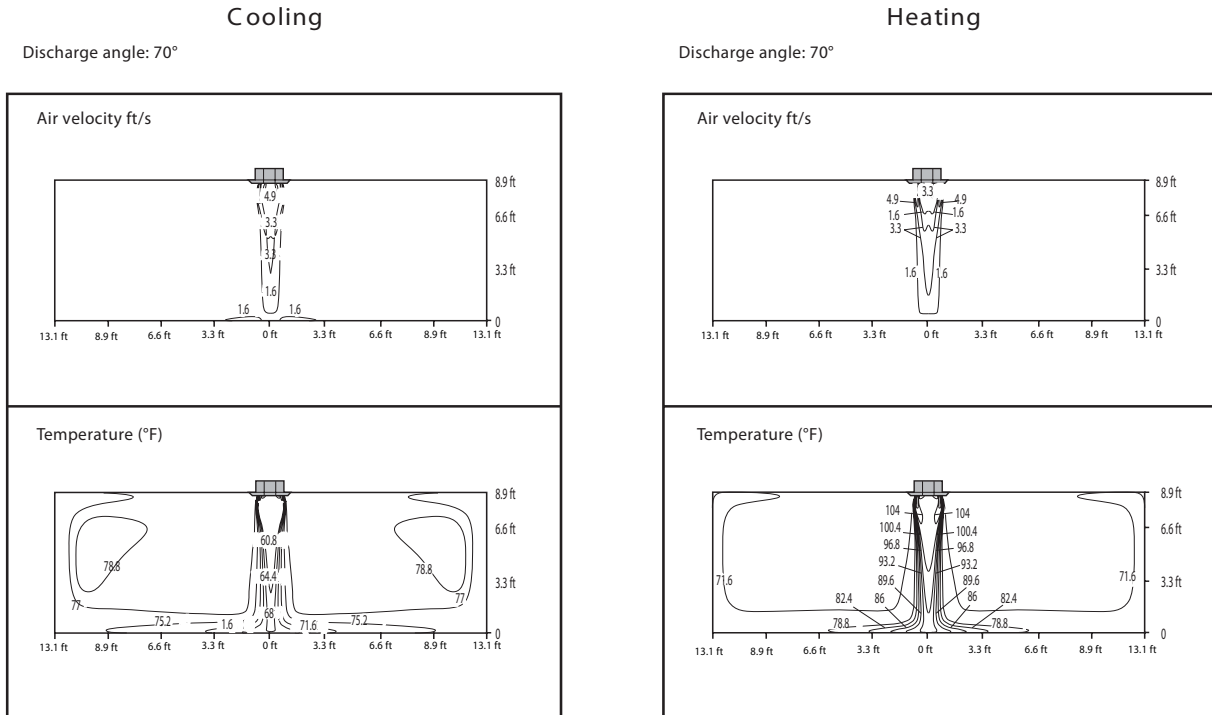 Cooling
Discharge angle: 70°
Air velocity ft/s
4.9
3.3
3.3
1.6
1.6 1.6
8.9 ft
6.6 ft
3.3 ft
0
13.1 ft 8.9 ft 6.6 ft 3.3 ft 0 ft 3.3 ft 6.6 ft 8.9 ft 13.1 ft
Temperature (°F)
60.8
78.8 64.4 78.8
77 68 77
75.2 1.6 71.6 75.2
8.9 ft
6.6 ft
3.3 ft
0
13.1 ft 8.9 ft 6.6 ft 3.3 ft 0 ft 3.3 ft 6.6 ft 8.9 ft 13.1 ft
Heating
Discharge angle: 70°
Air velocity ft/s
3.3
4.9 4.9
1.6 1.6
3.3 3.3
1.6 1.6
8.9 ft
6.6 ft
3.3 ft
0
13.1 ft 8.9 ft 6.6 ft 3.3 ft 0 ft 3.3 ft 6.6 ft 8.9 ft 13.1 ft
Temperature (°F)
104 104
100.4 100.4
96.8 96.8
93.2 93.2
71.6 89.6 89.6 71.6
82.4 86 86 82.4
78.8 78.8
8.9 ft
6.6 ft
3.3 ft
0
13.1 ft 8.9 ft 6.6 ft 3.3 ft 0 ft 3.3 ft 6.6 ft 8.9 ft 13.1 ft